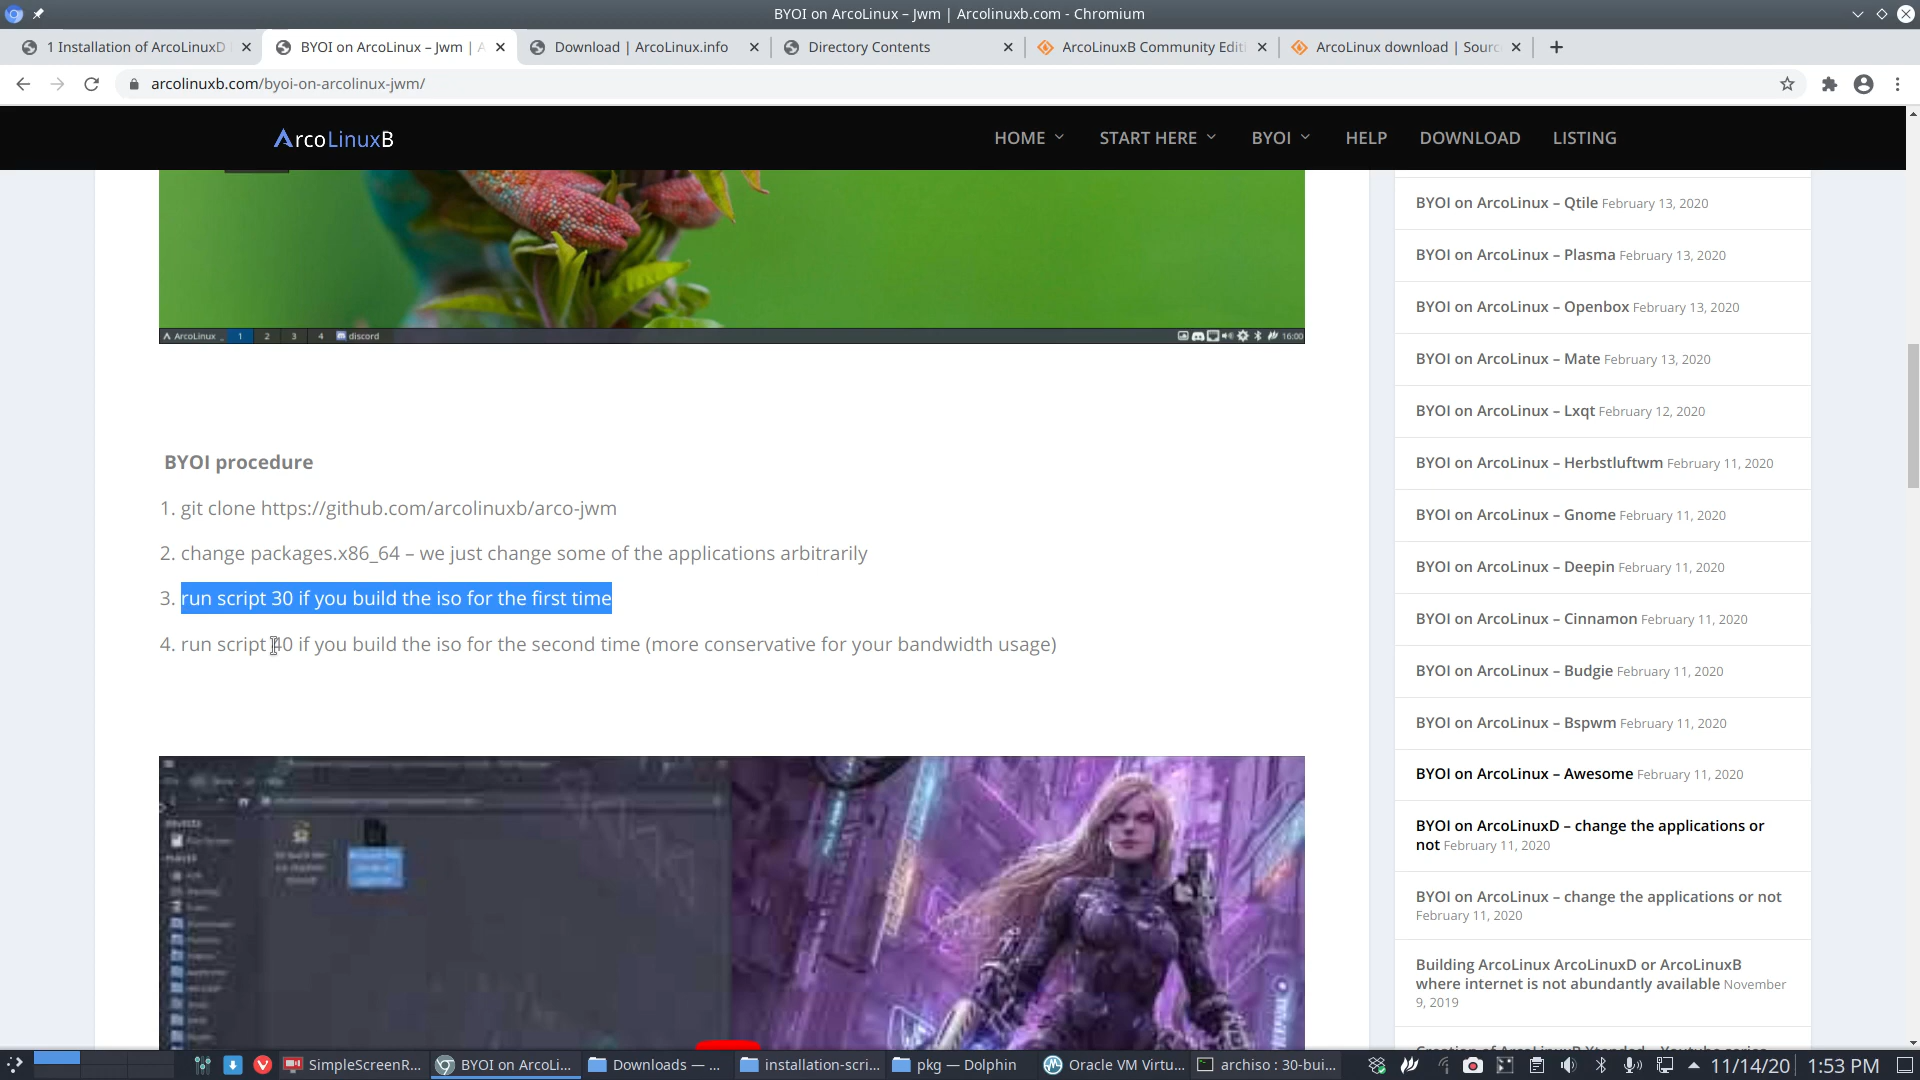 BYOI on ArcoLinux – Jwm | Arcolinuxb.com - Chromium
1 Installation of ArcoLinuxD
BYOI on ArcoLinux – Jwm | A
Download | ArcoLinux.info
Directory Contents
ArcoLinuxB Community Editi
ArcoLinux download | Sourc
arcolinuxb.com/byoi-on-arcolinux-jwm/
ArcoLinuxB
HOME
START HERE
BYOI
HELP
DOWNLOAD
LISTING
ArcoLinux
1
2
3
4
discord
16:00
BYOI procedure
1. git clone https://github.com/arcolinuxb/arco-jwm
2. change packages.x86_64 – we just change some of the applications arbitrarily
3. run script 30 if you build the iso for the first time
4. run script 40 if you build the iso for the second time (more conservative for your bandwidth usage)
BYOI on ArcoLinux – Qtile February 13, 2020
BYOI on ArcoLinux – Plasma February 13, 2020
BYOI on ArcoLinux – Openbox February 13, 2020
BYOI on ArcoLinux – Mate February 13, 2020
BYOI on ArcoLinux – Lxqt February 12, 2020
BYOI on ArcoLinux – Herbstluftwm February 11, 2020
BYOI on ArcoLinux – Gnome February 11, 2020
BYOI on ArcoLinux – Deepin February 11, 2020
BYOI on ArcoLinux – Cinnamon February 11, 2020
BYOI on ArcoLinux – Budgie February 11, 2020
BYOI on ArcoLinux – Bspwm February 11, 2020
BYOI on ArcoLinux – Awesome February 11, 2020
BYOI on ArcoLinuxD – change the applications or
not February 11, 2020
BYOI on ArcoLinux – change the applications or not
February 11, 2020
Building ArcoLinux ArcoLinuxD or ArcoLinuxB
where internet is not abundantly available November
9, 2019
SimpleScreenR...
BYOI on ArcoLi...
Downloads — ...
installation-scri...
pkg — Dolphin
Oracle VM Virtu...
archiso : 30-bui...
11/14/20
1:53 PM